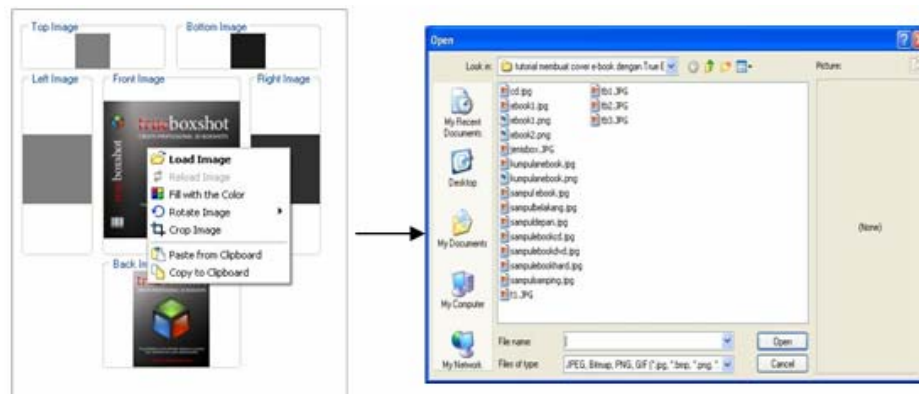 Top Image
Bottom Image
Left Image
Front Image
Right Image
trueboxshot
boxshot
Load Image
Reload Image
Fill with the Color
Rotate Image
Crop Image
Paste from Clipboard
Copy to Clipboard
Back Im
Open
Look in:
tutorial membuat cover e-book dengan True E
Picture:
My Recent
Documents
Desktop
My Documents
My Computer
My Network
cd.jpg
ebook1.jpg
ebook1.png
ebook2.png
jenisbox.JPG
kumpulanebook.jpg
kumpulanebook.png
sampul ebook.jpg
sampulbelakang.jpg
sampuldepan.jpg
sampulebookcd.jpg
sampulebookdvd.jpg
sampulebookhard.jpg
sampulsamping.jpg
tb1.JPG
tb2.JPG
tb3.JPG
(None)
File name:
Open
Files of type:
JPEG, Bitmap, PNG, GIF (*.jpg, *.bmp, *.png, *
Cancel